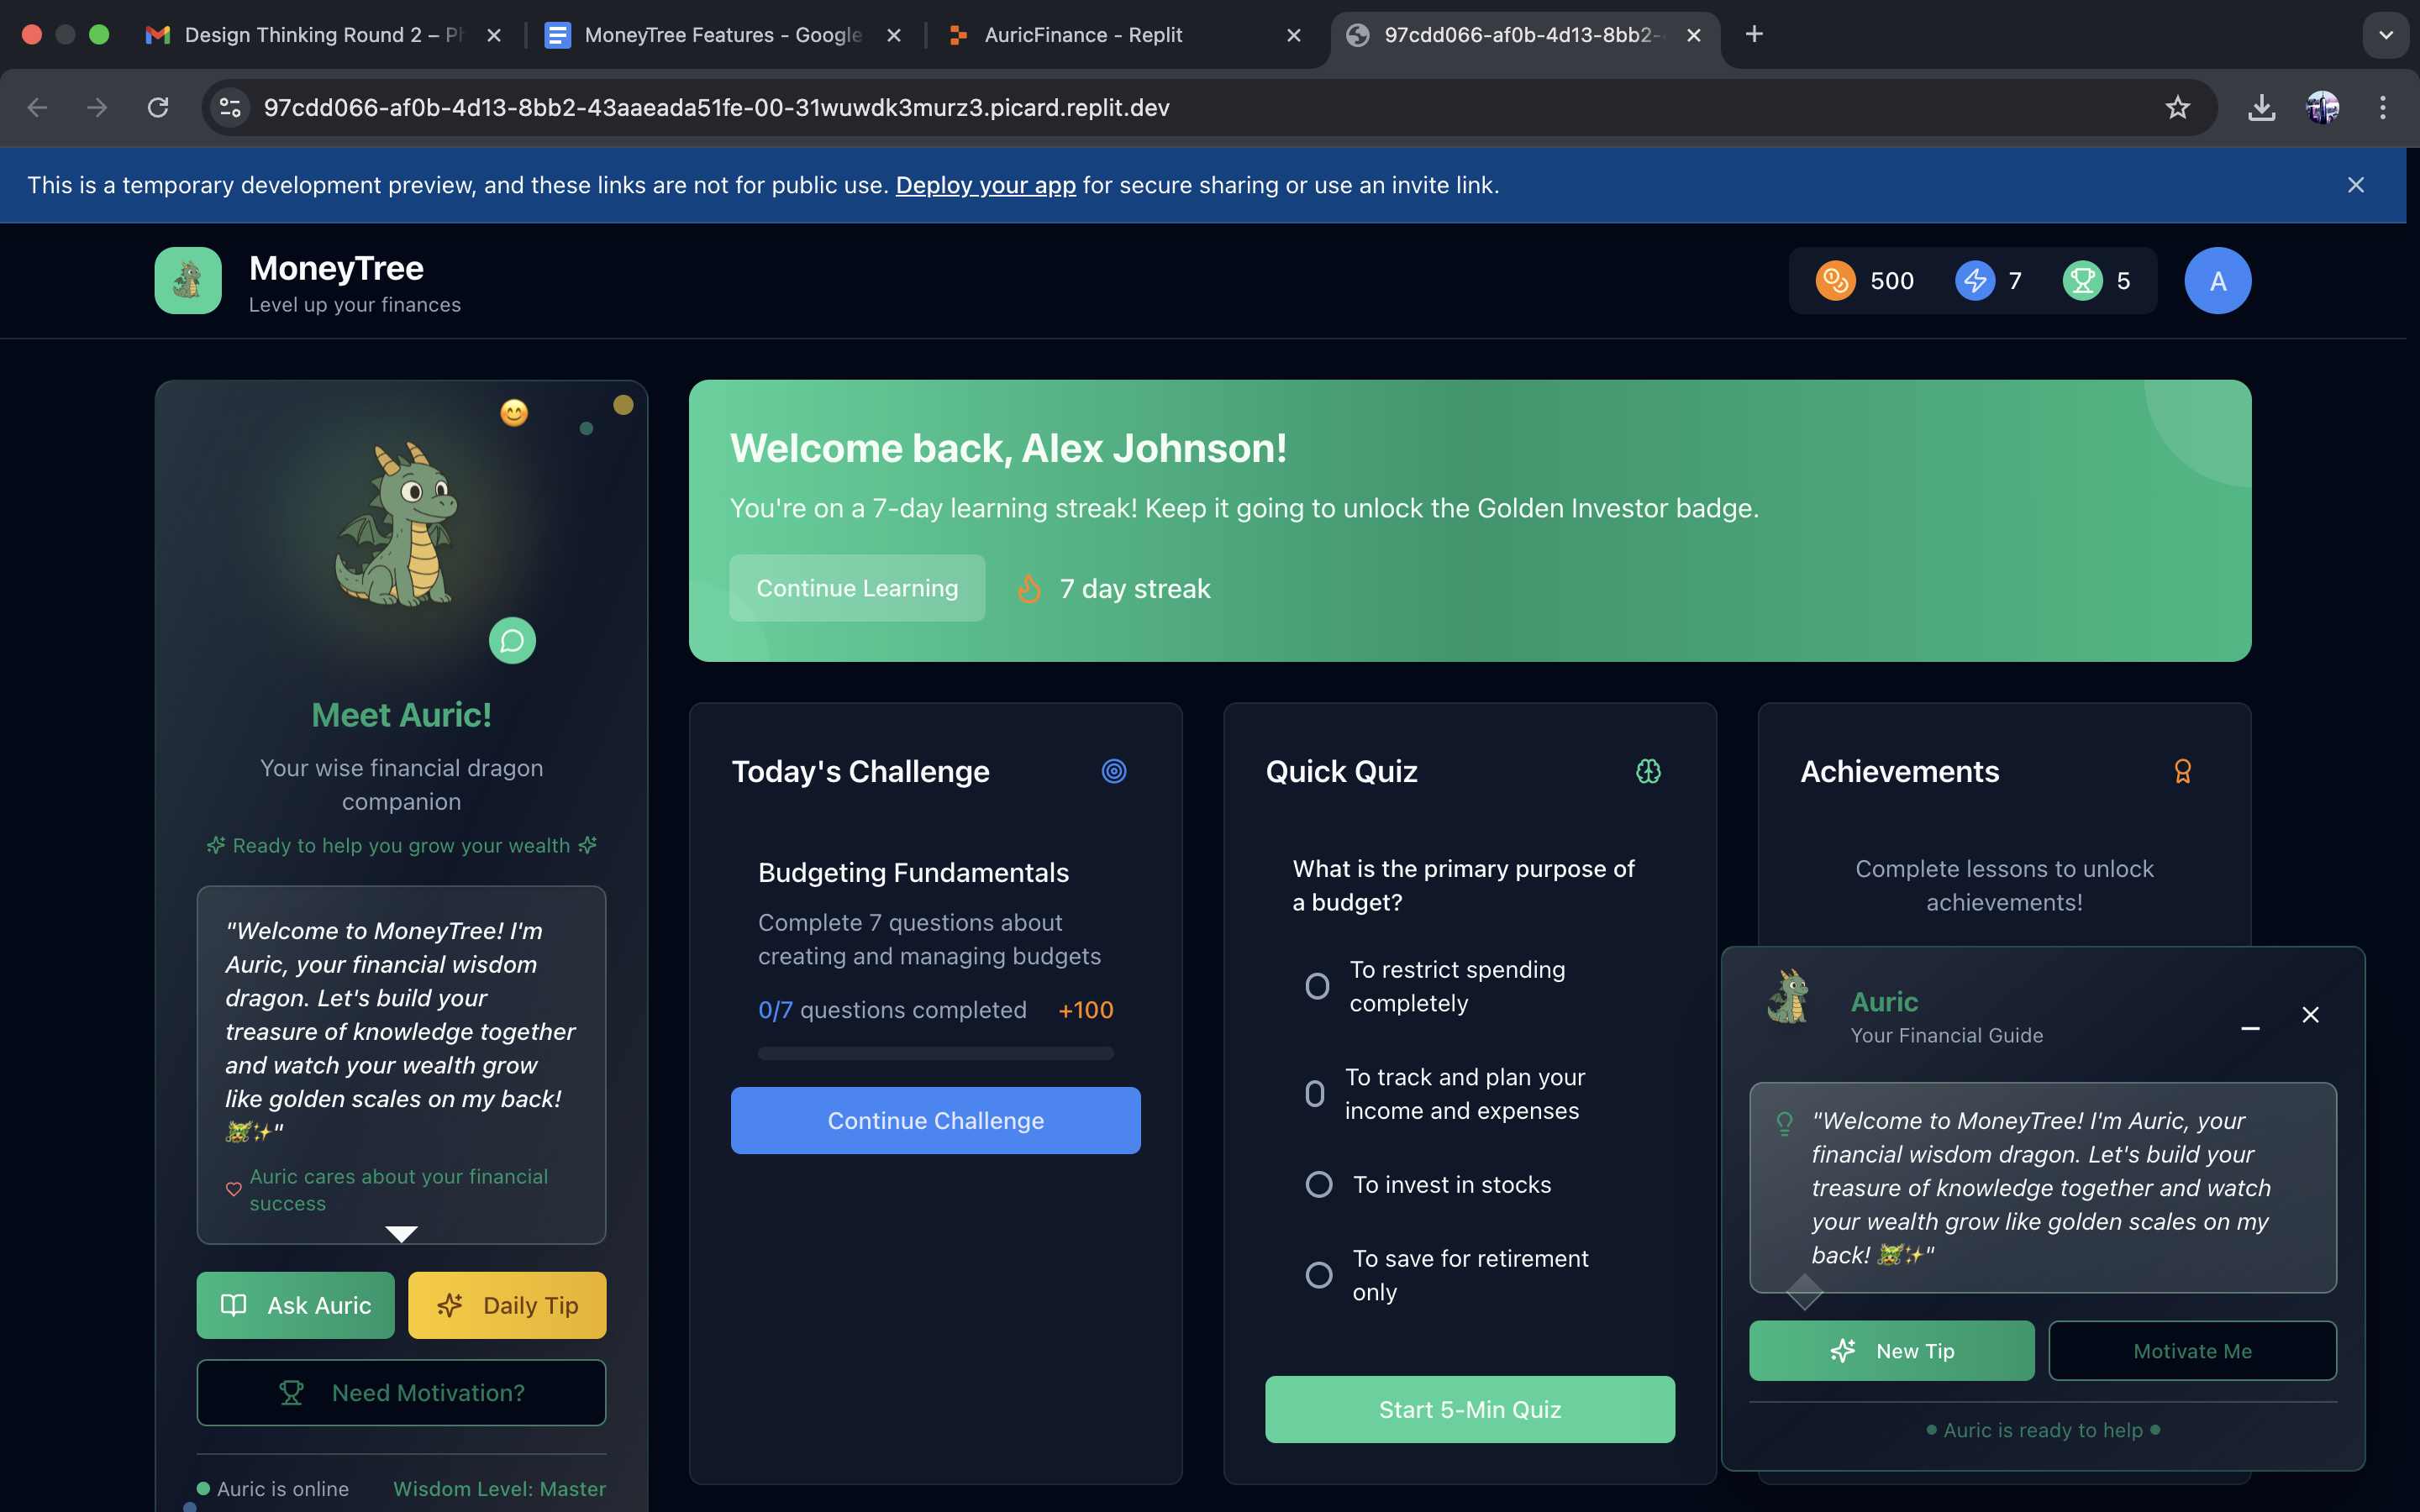 Design Thinking Round 2 – Ph
MoneyTree Features - Google
AuricFinance - Replit
97cdd066-af0b-4d13-8bb2-
97cdd066-af0b-4d13-8bb2-43aaeada51fe-00-31wuwdk3murz3.picard.replit.dev
This is a temporary development preview, and these links are not for public use. Deploy your app for secure sharing or use an invite link.
MoneyTree
Level up your finances
500
7
5
A
Meet Auric!
Your wise financial dragon
companion
Ready to help you grow your wealth
"Welcome to MoneyTree! I'm
Auric, your financial wisdom
dragon. Let's build your
treasure of knowledge together
and watch your wealth grow
like golden scales on my back!
🐲✨"
Auric cares about your financial
success
Ask Auric
Daily Tip
Need Motivation?
Auric is online
Wisdom Level: Master
Welcome back, Alex Johnson!
You're on a 7-day learning streak! Keep it going to unlock the Golden Investor badge.
Continue Learning
7 day streak
Today's Challenge
Budgeting Fundamentals
Complete 7 questions about
creating and managing budgets
0/7 questions completed
+100
Continue Challenge
Quick Quiz
What is the primary purpose of
a budget?
To restrict spending
completely
To track and plan your
income and expenses
To invest in stocks
To save for retirement
only
Start 5-Min Quiz
Achievements
Complete lessons to unlock
achievements!
Auric
Your Financial Guide
"Welcome to MoneyTree! I'm Auric, your
financial wisdom dragon. Let's build your
treasure of knowledge together and watch
your wealth grow like golden scales on my
back! 🐲✨"
New Tip
Motivate Me
Auric is ready to help